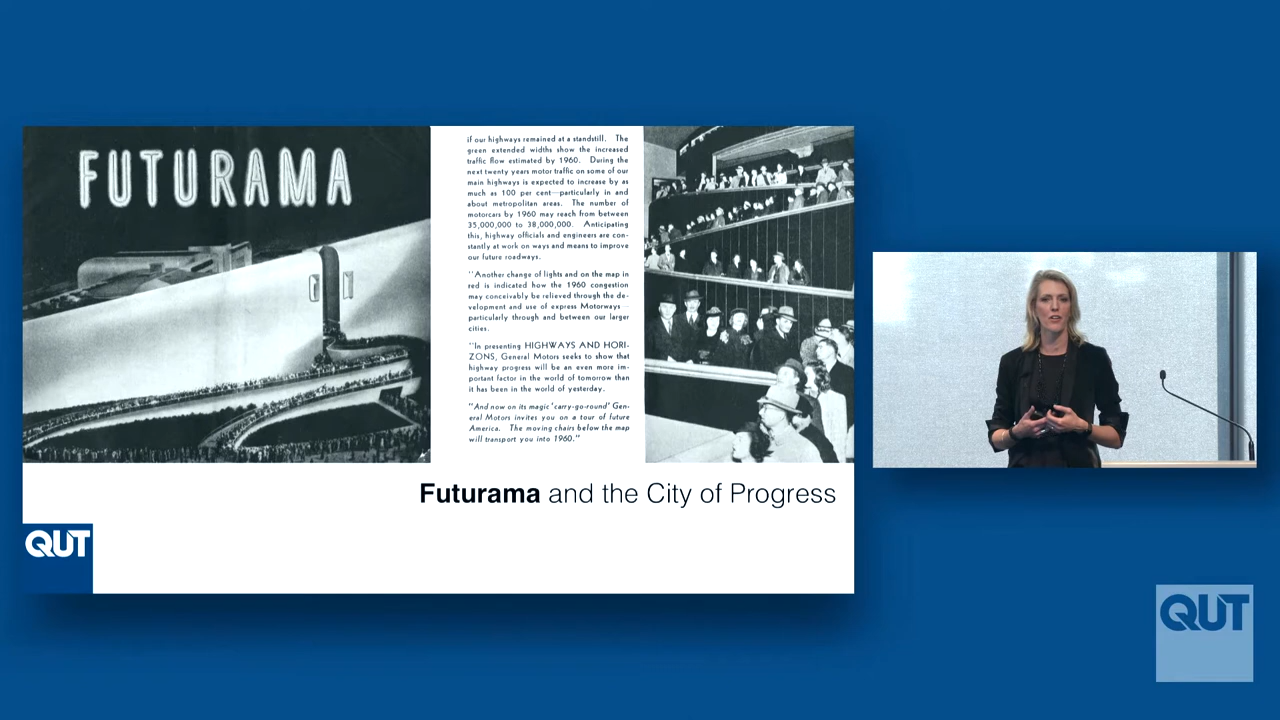 FUTURAMA
if our highways remained at a standstill. The
green extended widths show the increased
traffic flow estimated by 1960. During the
next twenty years motor traffic on some of our
main highways is expected to increase by as
much as 100 per cent—particularly in and
about metropolitan areas. The number of
motorcars by 1960 may reach from between
35,000,000 to 38,000,000. Anticipating
this, highway officials and engineers are con-
stantly at work on ways and means to improve
our future roadways.
"Another change of lights and on the map in
red is indicated how the 1960 congestion
may conceivably be relieved through the de-
velopment and use of express Motorways—
particularly through and between our larger
cities.
"In presenting HIGHWAYS AND HORI-
ZONS, General Motors seeks to show that
highway progress will be an even more im-
portant factor in the world of tomorrow than
it has been in the world of yesterday.
"And now on its magic 'carry-go-round' Gen-
eral Motors invites you on a tour of future
America. The moving chairs below the map
will transport you into 1960."
Futurama and the City of Progress
QUT
QUT